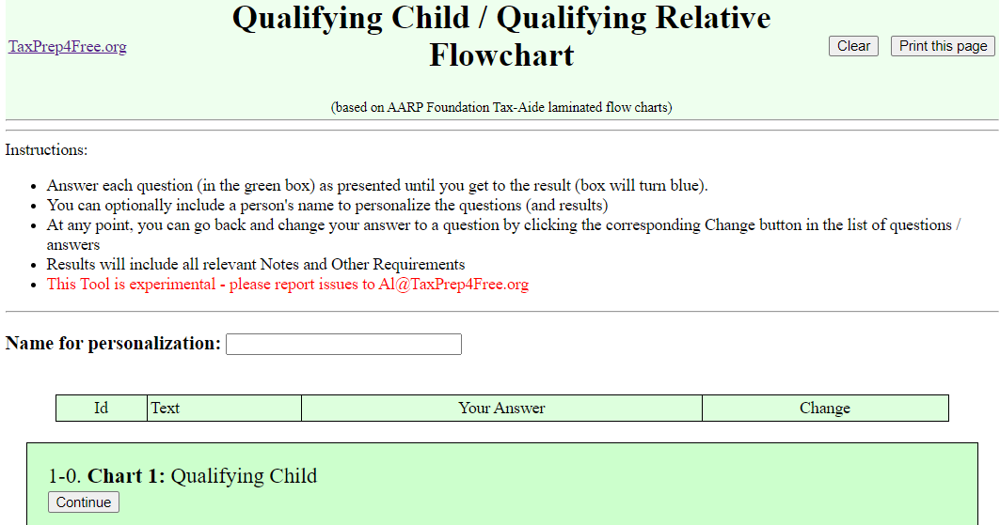 Qualifying Child / Qualifying Relative
Flowchart
TaxPrep4Free.org
Clear
Print this page
(based on AARP Foundation Tax-Aide laminated flow charts)
Instructions:
Answer each question (in the green box) as presented until you get to the result (box will turn blue).
You can optionally include a person's name to personalize the questions (and results)
At any point, you can go back and change your answer to a question by clicking the corresponding Change button in the list of questions /
answers
Results will include all relevant Notes and Other Requirements
This Tool is experimental - please report issues to Al@TaxPrep4Free.org
Name for personalization:
Id Text Your Answer Change
1-0. Chart 1: Qualifying Child
Continue